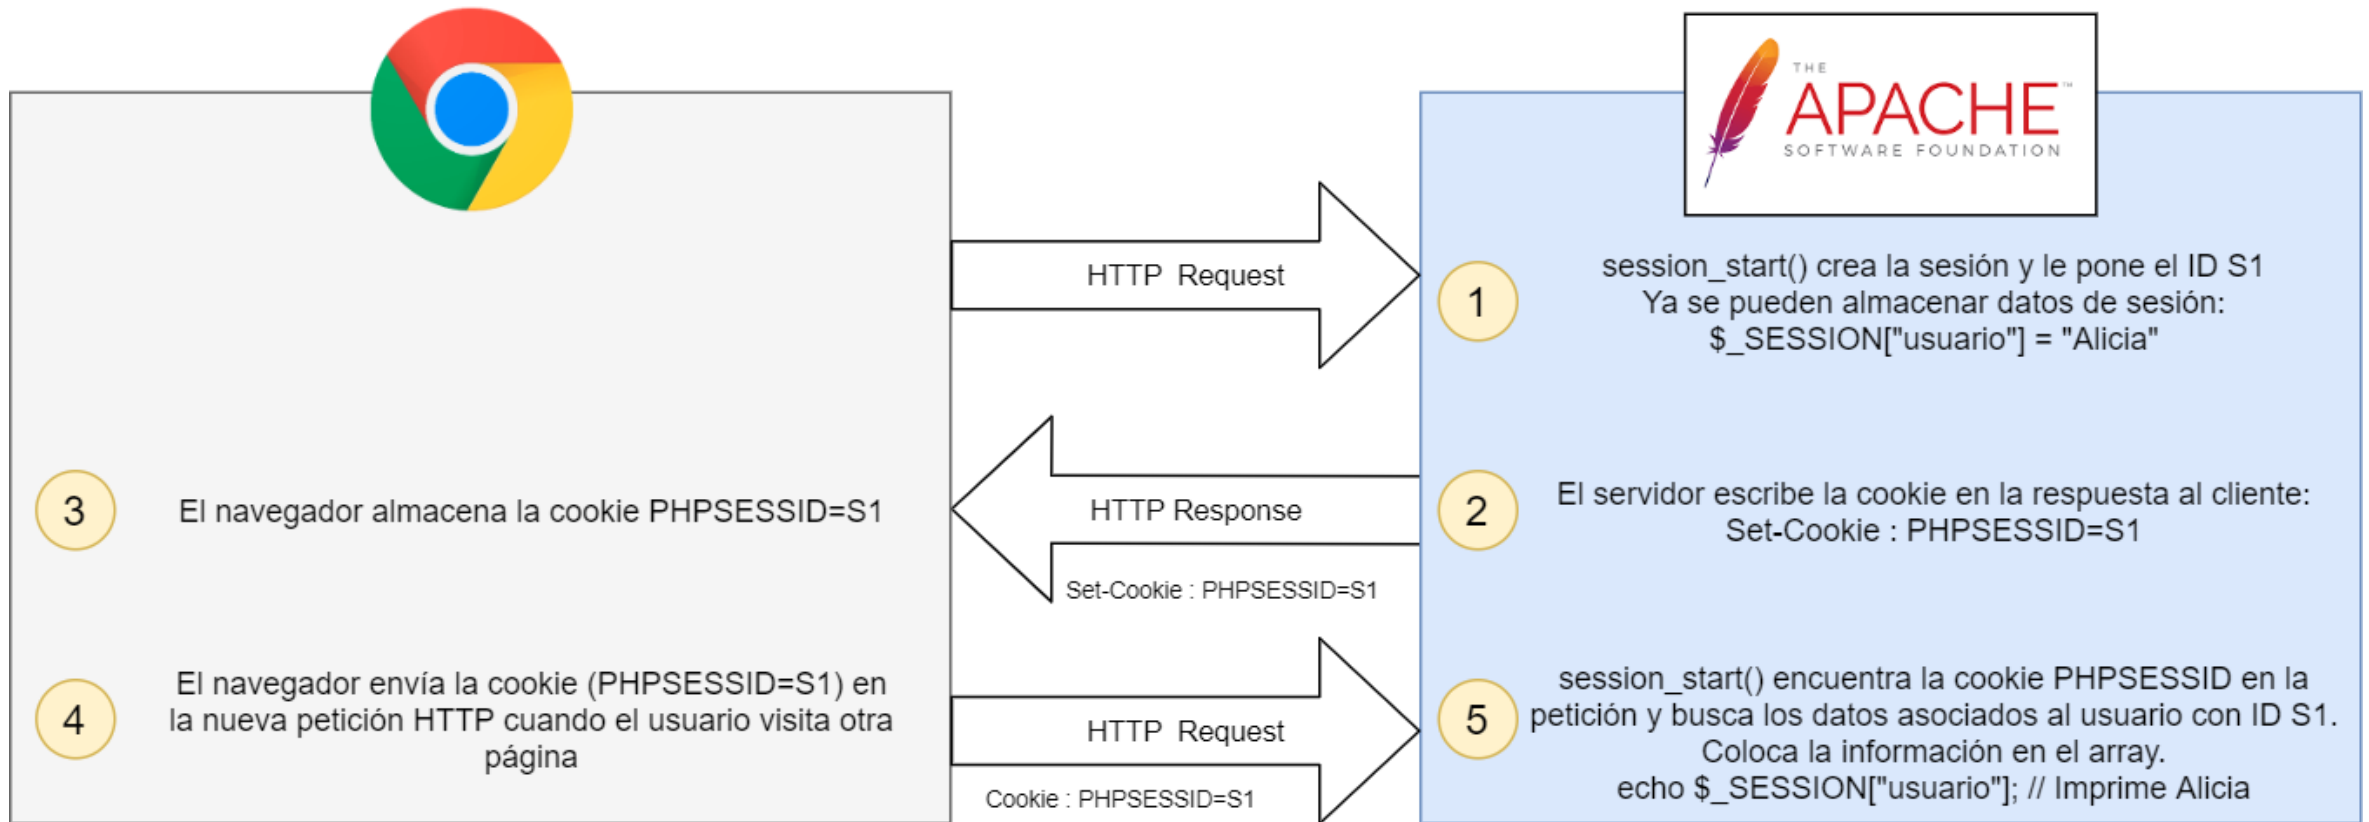 THE
APACHE™
SOFTWARE FOUNDATION
HTTP Request
1
session_start() crea la sesión y le pone el ID S1
Ya se pueden almacenar datos de sesión:
$_SESSION["usuario"] = "Alicia"
3
El navegador almacena la cookie PHPSESSID=S1
HTTP Response
Set-Cookie : PHPSESSID=S1
2
El servidor escribe la cookie en la respuesta al cliente:
Set-Cookie : PHPSESSID=S1
4
El navegador envía la cookie (PHPSESSID=S1) en
la nueva petición HTTP cuando el usuario visita otra
página
HTTP Request
Cookie : PHPSESSID=S1
5
session_start() encuentra la cookie PHPSESSID en la
petición y busca los datos asociados al usuario con ID S1.
Coloca la información en el array.
echo $_SESSION["usuario"]; // Imprime Alicia